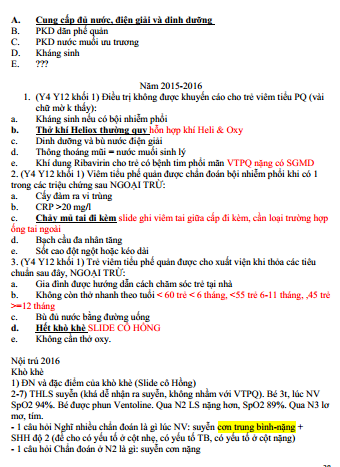 A. Cung cấp đủ nước, điện giải và dinh dưỡng
B. PKD dãn phế quản
C. PKD nước muối ưu trương
D. Kháng sinh
E. ???
Năm 2015-2016
1. (Y4 Y12 khối 1) Điều trị không được khuyến cáo cho trẻ viêm tiểu PQ (vài
chữ mờ k thấy):
a. Kháng sinh nếu có bội nhiễm phổi
b. Thở khí Heliox thường quy hỗn hợp khí Heli & Oxy
c. Dinh dưỡng và bù nước điện giải
d. Thông thoáng mũi = nước muối sinh lý
e. Khí dung Ribavirin cho trẻ có bệnh tim phổi mãn VTPQ nặng có SGMD
2. (Y4 Y12 khối 1) Viêm tiểu phế quản được chẩn đoán bội nhiễm phổi khi có 1
trong các triệu chứng sau NGOẠI TRỪ:
a. Cấy đàm ra vi trùng
b. CRP >20 mg/l
c. Chảy mủ tai đi kèm slide ghi viêm tai giữa cấp đi kèm, cần loại trường hợp
ống tai ngoài
d. Bạch cầu đa nhân tăng
e. Sốt cao đột ngột hoặc kéo dài
3. (Y4 Y12 khối 1) Trẻ viêm tiểu phế quản được cho xuất viện khi thỏa các tiêu
chuẩn sau đây, NGOẠI TRỪ:
a. Gia đình được hướng dẫn cách chăm sóc trẻ tại nhà
b. Không còn thở nhanh theo tuổi < 60 trẻ < 6 tháng, <55 trẻ 6-11 tháng, ,45 trẻ
>=12 tháng
c. Bú đủ nước bằng đường uống
d. Hết khò khè SLIDE CÔ HỒNG
e. Không cần thở oxy.
Nội trú 2016
Khò khè
1) ĐN và đặc điểm của khò khè (Slide cô Hồng)
2-7) THLS suyễn (khá dễ nhận ra suyễn, không nhầm với VTPQ). Bé 3t, lúc NV
SpO2 94%. Bé được phun Ventoline. Qua N2 LS nặng hơn, SpO2 89%. Qua N3 lơ
mơ, tím.
- 1 câu hỏi Nghĩ nhiều chẩn đoán là gì lúc NV: suyễn cơn trung bình-nặng +
SHH độ 2 (đề cho có yếu tố ở cột nhẹ, có yếu tố TB, có yếu tố ở cột nặng)
- 1 câu hỏi Chẩn đoán ở N2 là gì: suyễn cơn nặng